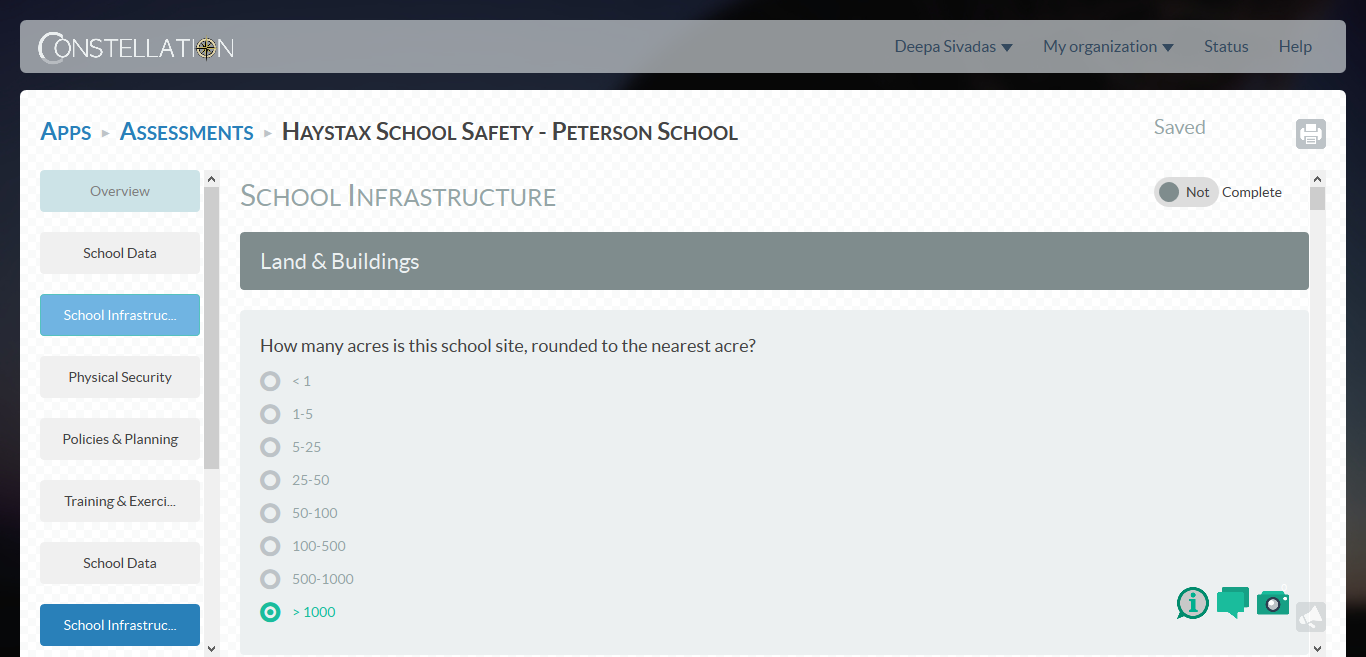 CONSTELLATION
Deepa Sivadas
My organization
Status
Help
APPS
ASSESSMENTS
HAYSTAX SCHOOL SAFETY - PETERSON SCHOOL
Saved
Overview
School Data
School Infrastruc...
Physical Security
Policies & Planning
Training & Exerci...
School Data
School Infrastruc...
SCHOOL INFRASTRUCTURE
Not Complete
Land & Buildings
How many acres is this school site, rounded to the nearest acre?
< 1
1-5
5-25
25-50
50-100
100-500
500-1000
> 1000